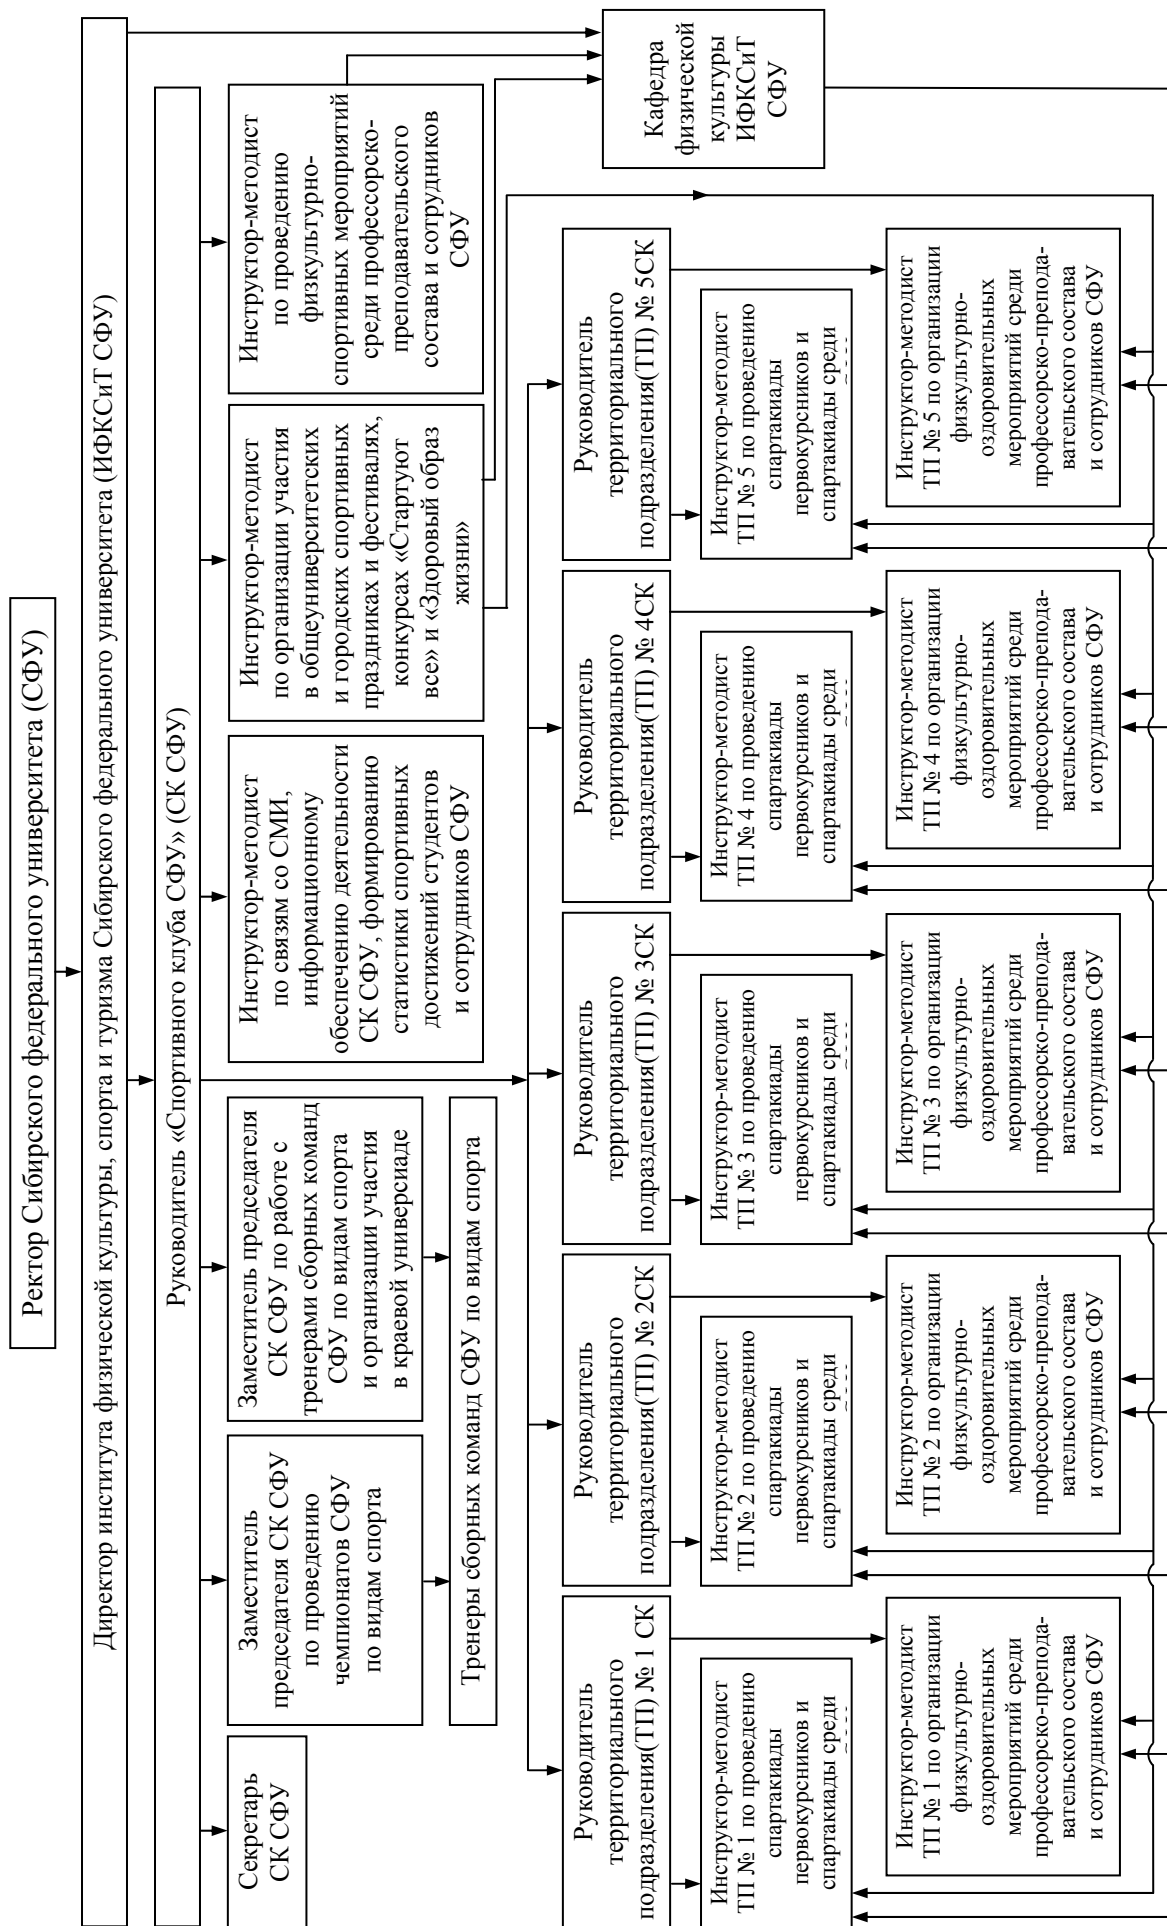 Ректор Сибирского федерального университета (СФУ)
Директор института физической культуры, спорта и туризма Сибирского федерального университета (ИФКСиТ СФУ)
Руководитель «Спортивного клуба СФУ» (СК СФУ)
Секретарь
СК СФУ
Заместитель
председателя СК СФУ
по проведению
чемпионатов СФУ
по видам спорта
Заместитель председателя
СК СФУ по работе с
тренерами сборных команд
СФУ по видам спорта
и организации участия
в краевой универсиаде
Инструктор-методист
по связям со СМИ,
информационному
обеспечению деятельности
СК СФУ, формированию
статистики спортивных
достижений студентов
и сотрудников СФУ
Инструктор-методист
по организации участия
в общеуниверситетских
и городских спортивных
праздниках и фестивалях,
конкурсах «Стартуют
все» и «Здоровый образ
жизни»
Инструктор-методист
по проведению
физкультурно-
спортивных мероприятий
среди профессорско-
преподавательского
состава и сотрудников
СФУ
Тренеры сборных команд СФУ по видам спорта
Кафедра
физической
культуры
ИФКСиТ
СФУ
Руководитель
территориального
подразделения(ТП) № 1 СК
Руководитель
территориального
подразделения(ТП) № 2СК
Руководитель
территориального
подразделения(ТП) № 3СК
Руководитель
территориального
подразделения(ТП) № 4СК
Руководитель
территориального
подразделения(ТП) № 5СК
Инструктор-методист
ТП № 1 по проведению
спартакиады
первокурсников и
спартакиады среди
Инструктор-методист
ТП № 2 по проведению
спартакиады
первокурсников и
спартакиады среди
Инструктор-методист
ТП № 3 по проведению
спартакиады
первокурсников и
спартакиады среди
Инструктор-методист
ТП № 4 по проведению
спартакиады
первокурсников и
спартакиады среди
Инструктор-методист
ТП № 5 по проведению
спартакиады
первокурсников и
спартакиады среди
Инструктор-методист
ТП № 1 по организации
физкультурно-
оздоровительных
мероприятий среди
профессорско-препода-
вательского состава
и сотрудников СФУ
Инструктор-методист
ТП № 2 по организации
физкультурно-
оздоровительных
мероприятий среди
профессорско-препода-
вательского состава
и сотрудников СФУ
Инструктор-методист
ТП № 3 по организации
физкультурно-
оздоровительных
мероприятий среди
профессорско-препода-
вательского состава
и сотрудников СФУ
Инструктор-методист
ТП № 4 по организации
физкультурно-
оздоровительных
мероприятий среди
профессорско-препода-
вательского состава
и сотрудников СФУ
Инструктор-методист
ТП № 5 по организации
физкультурно-
оздоровительных
мероприятий среди
профессорско-препода-
вательского состава
и сотрудников СФУ